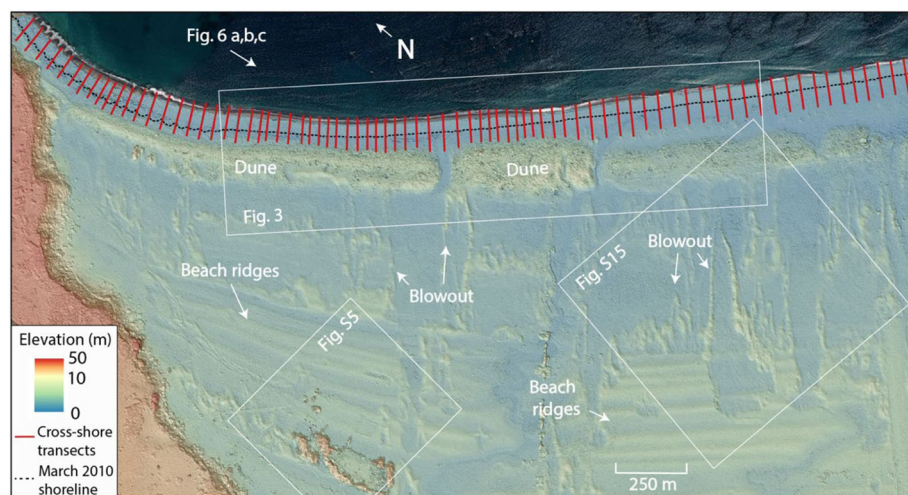 Fig. 6 a,b,c
N
Dune
Dune
Fig. 3
Blowout
Fig. S15
Beach ridges
Blowout
Fig. S5
Elevation (m)
50
10
0
Cross-shore
transects
March 2010
shoreline
Beach
ridges
250 m